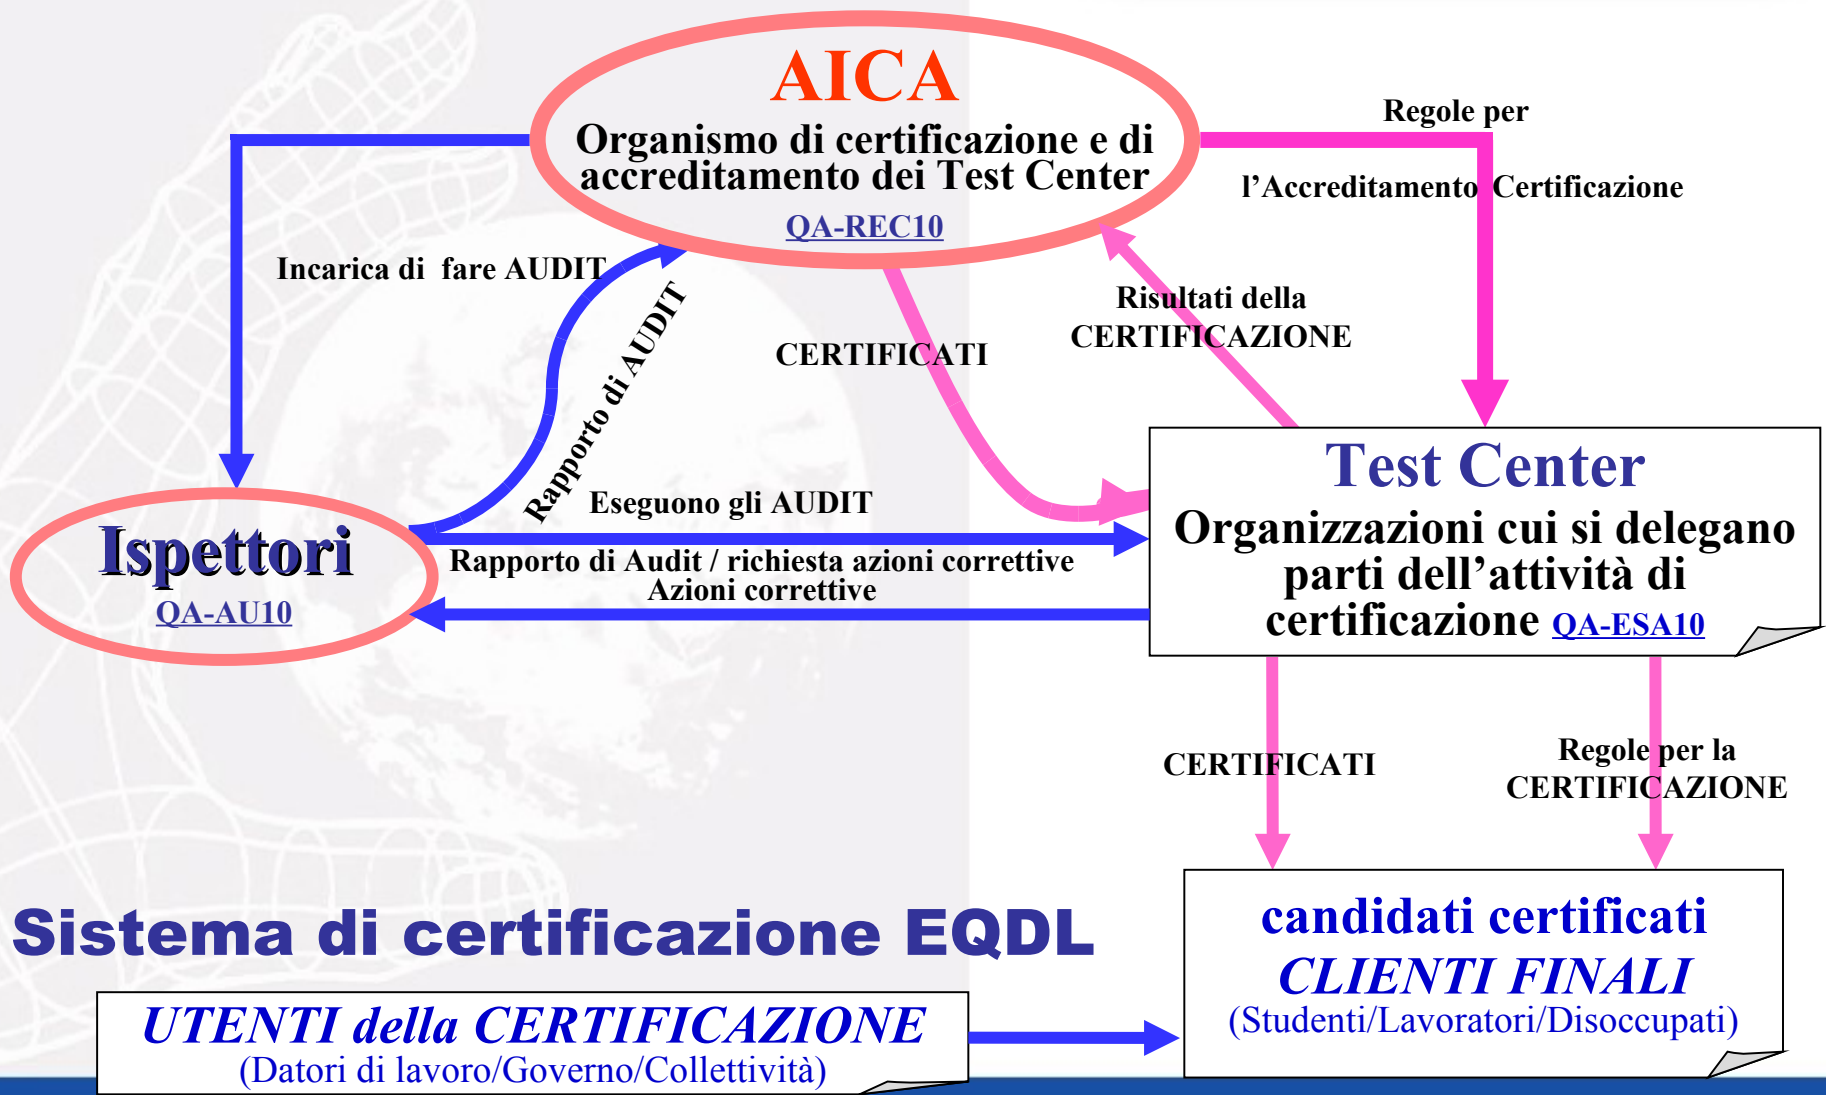 AICA
Organismo di certificazione e di
accreditamento dei Test Center
QA-REC10
Regole per
l’Accreditamento Certificazione
Incarica di fare AUDIT
Rapporto di AUDIT
CERTIFICATI
Risultati della
CERTIFICAZIONE
Test Center
Organizzazioni cui si delegano
parti dell’attività di
certificazione QA-ESA10
Ispettori
QA-AU10
Eseguono gli AUDIT
Rapporto di Audit / richiesta azioni correttive
Azioni correttive
CERTIFICATI
Regole per la
CERTIFICAZIONE
Sistema di certificazione EQDL
candidati certificati
CLIENTI FINALI
(Studenti/Lavoratori/Disoccupati)
UTENTI della CERTIFICAZIONE
(Datori di lavoro/Governo/Collettività)